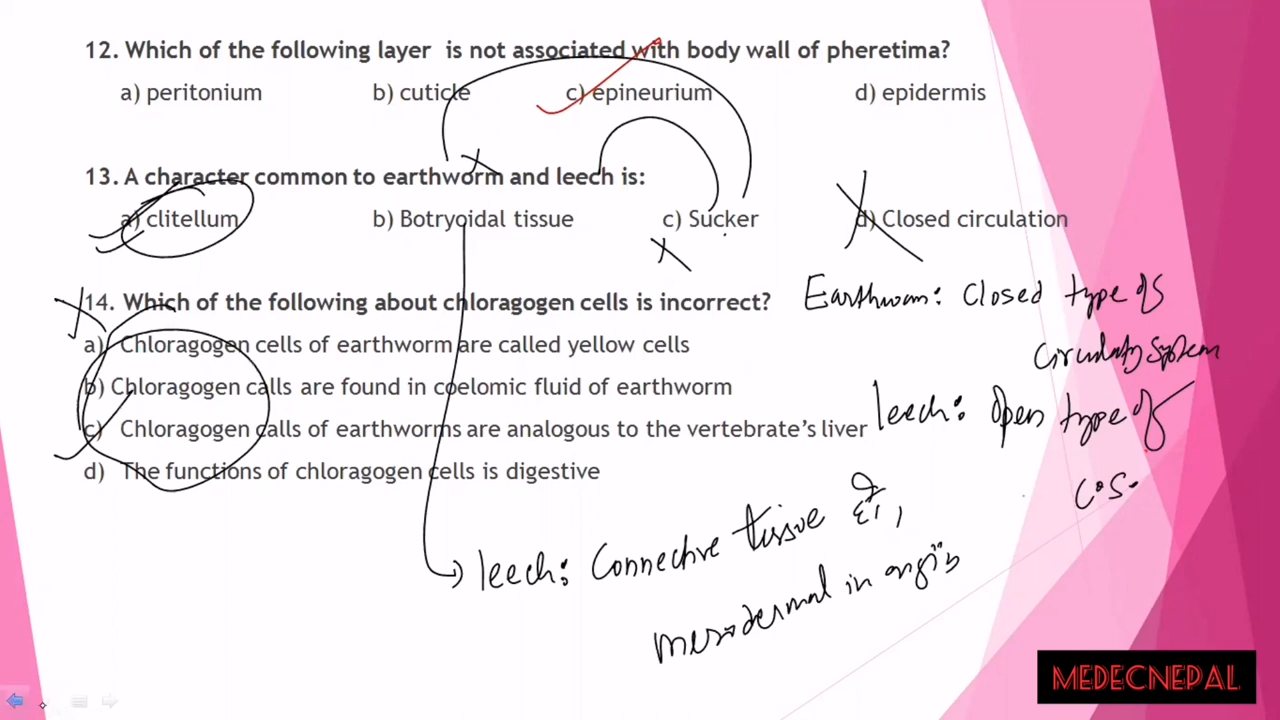 12. Which of the following layer is not associated with body wall of pheretima?
a) peritonium b) cuticle c) epineurium d) epidermis
13. A character common to earthworm and leech is:
a) clitellum b) Botryoidal tissue c) Sucker d) Closed circulation
14. Which of the following about chloragogen cells is incorrect?
a) Chloragogen cells of earthworm are called yellow cells
b) Chloragogen calls are found in coelomic fluid of earthworm
c) Chloragogen calls of earthworms are analogous to the vertebrate's liver
d) The functions of chloragogen cells is digestive
Earthworm: Closed type of
Circulatory System
leech: Open type of
C.S.
leech: Connective tissue
mesodermal in origin
MEDECNEPAL